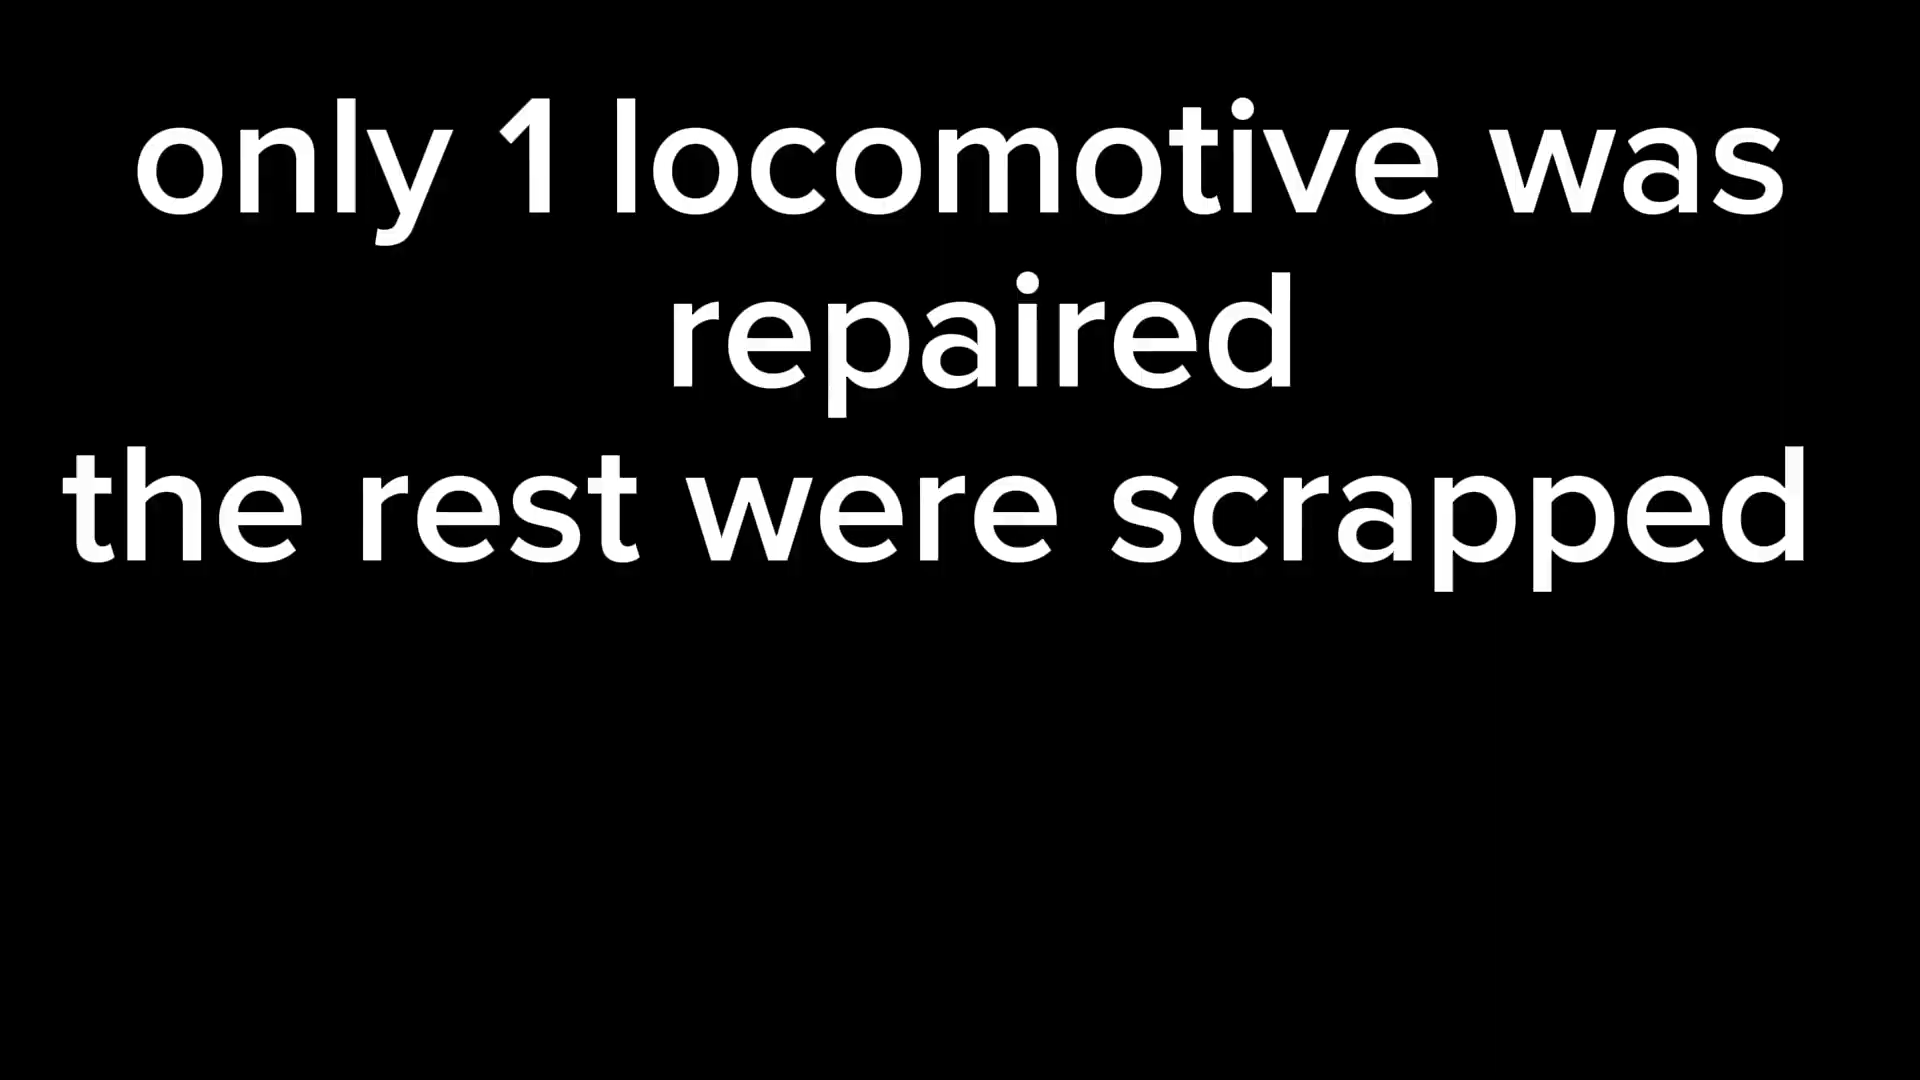 only 1 locomotive was
repaired
the rest were scrapped